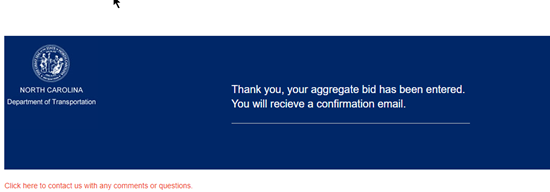 NORTH CAROLINA
Department of Transportation
Thank you, your aggregate bid has been entered.
You will recieve a confirmation email.
Click here to contact us with any comments or questions.